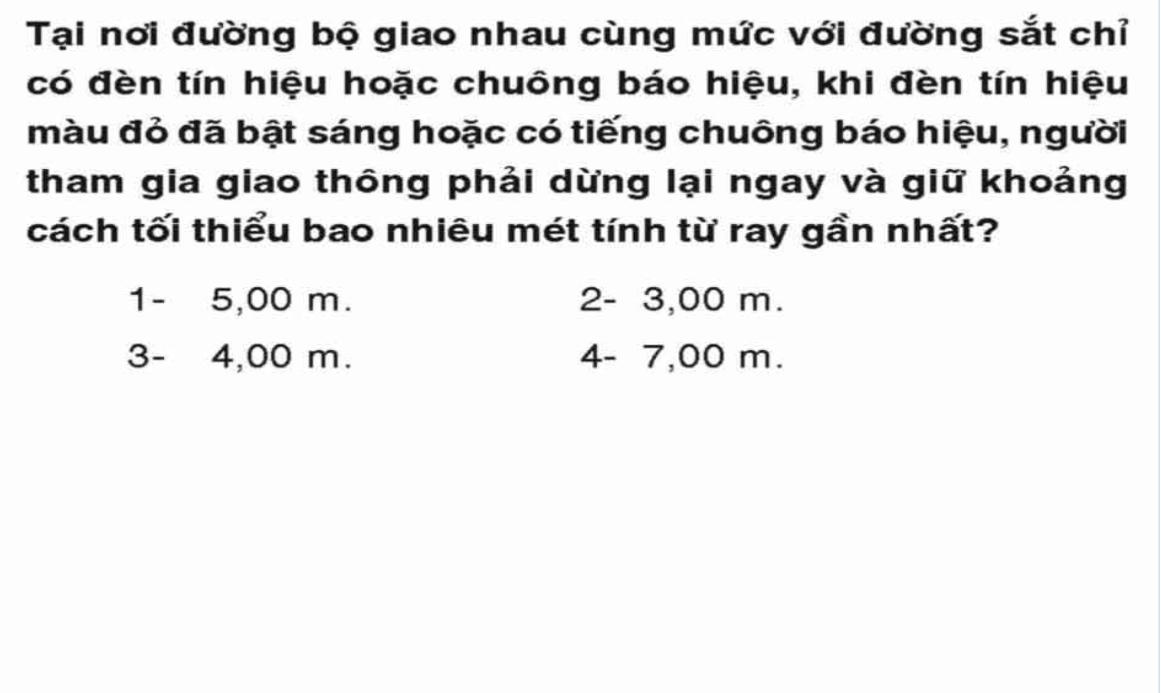 Tại nơi đường bộ giao nhau cùng mức với đường sắt chỉ
có đèn tín hiệu hoặc chuông báo hiệu, khi đèn tín hiệu
màu đỏ đã bật sáng hoặc có tiếng chuông báo hiệu, người
tham gia giao thông phải dừng lại ngay và giữ khoảng
cách tối thiểu bao nhiêu mét tính từ ray gần nhất?
1- 5,00 m. 2- 3,00 m.
3- 4,00 m. 4- 7,00 m.